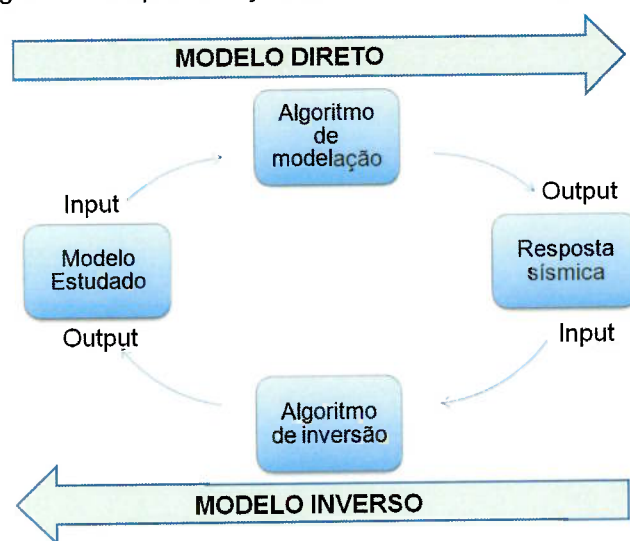 MODELO DIRETO
Algoritmo
de
modelação
Input
Output
Modelo
Estudado
Resposta
sísmica
Output
Input
Algoritmo
de inversão
MODELO INVERSO